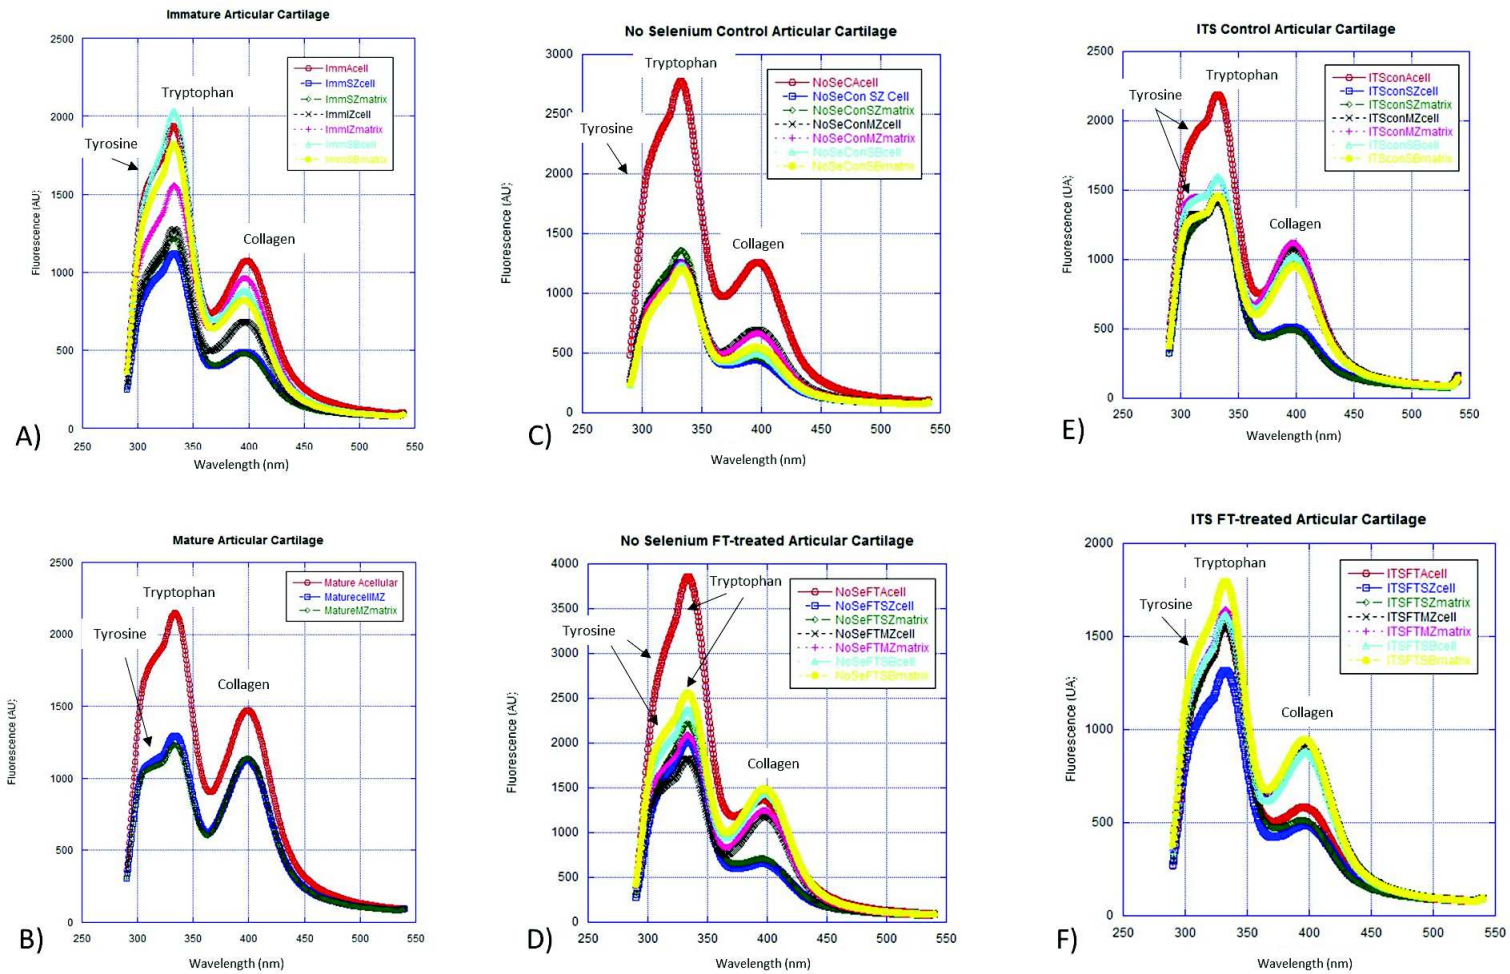 Immature Articular Cartilage
2500
2000
1500
1000
500
0
250 300 350 400 450 500 550
Fluorescence (AU)
Wavelength (nm)
Tryptophan
Tyrosine
Collagen
ImmAcell
ImmSZcell
ImmSZmatrix
ImmIZcell
ImmIZmatrix
ImmSBcell
ImmSBmatrix
A)
No Selenium Control Articular Cartilage
3000
2500
2000
1500
1000
500
0
250 300 350 400 450 500 550
Fluorescence (AU)
Wavelength (nm)
Tryptophan
Tyrosine
Collagen
NoSeCAcell
NoSeCon SZ Cell
NoSeConSZmatrix
NoSeConMZcell
NoSeConMZmatrix
NoSeConSBcell
NoSeConSBmatrix
C)
ITS Control Articular Cartilage
2500
2000
1500
1000
500
0
250 300 350 400 450 500 550
Fluorescence (UA)
Wavelength (nm)
Tryptophan
Tyrosine
Collagen
ITSconAcell
ITSconSZcell
ITSconSZmatrix
ITSconMZcell
ITSconMZmatrix
ITSconSBcell
ITSconSBmatrix
E)
Mature Articular Cartilage
2500
2000
1500
1000
500
0
250 300 350 400 450 500 550
Fluorescence (AU)
Wavelength (nm)
Tryptophan
Tyrosine
Collagen
Mature Acellular
MaturecellMZ
MatureMZmatrix
B)
No Selenium FT-treated Articular Cartilage
4000
3500
3000
2500
2000
1500
1000
500
0
250 300 350 400 450 500 550
Fluorescence (AU)
Wavelength (nm)
Tryptophan
Tyrosine
Collagen
NoSeFTAcell
NoSeFTSZcell
NoSeFTSZmatrix
NoSeFTMZcell
NoSeFTMZmatrix
NoSeFTSBcell
NoSeFTSBmatrix
D)
ITS FT-treated Articular Cartilage
2000
1500
1000
500
0
250 300 350 400 450 500 550
Fluorescence (UA)
Wavelength (nm)
Tryptophan
Tyrosine
Collagen
ITSFTAcell
ITSFTSZcell
ITSFTSZmatrix
ITSFTMZcell
ITSFTMZmatrix
ITSFTSBcell
ITSFTSBmatrix
F)